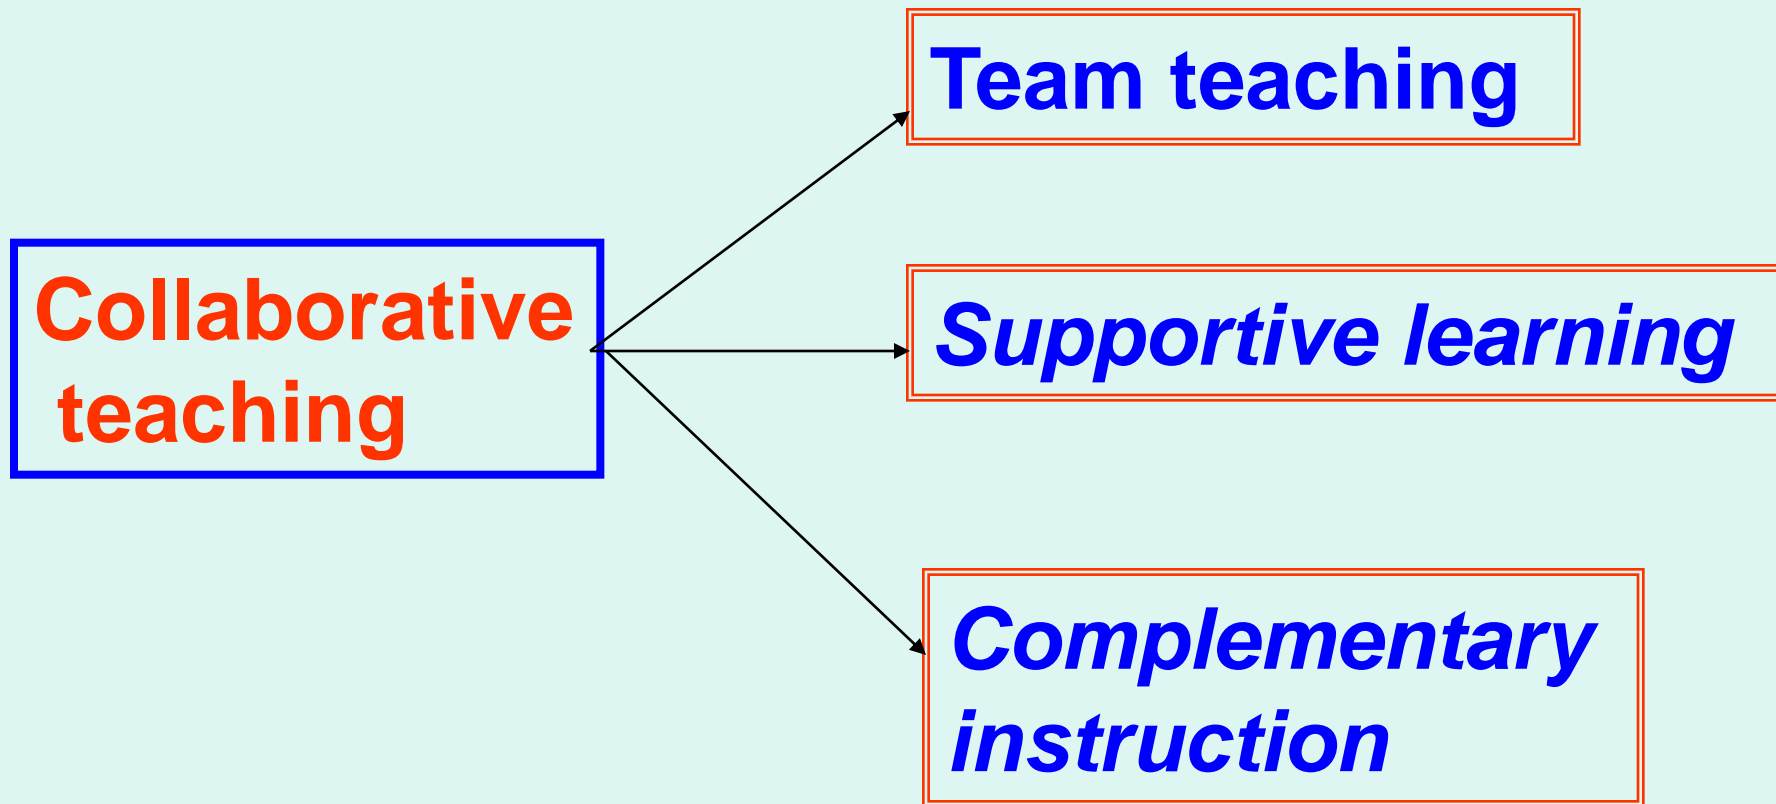 Team teaching
Collaborative
teaching
Supportive learning
Complementary
instruction